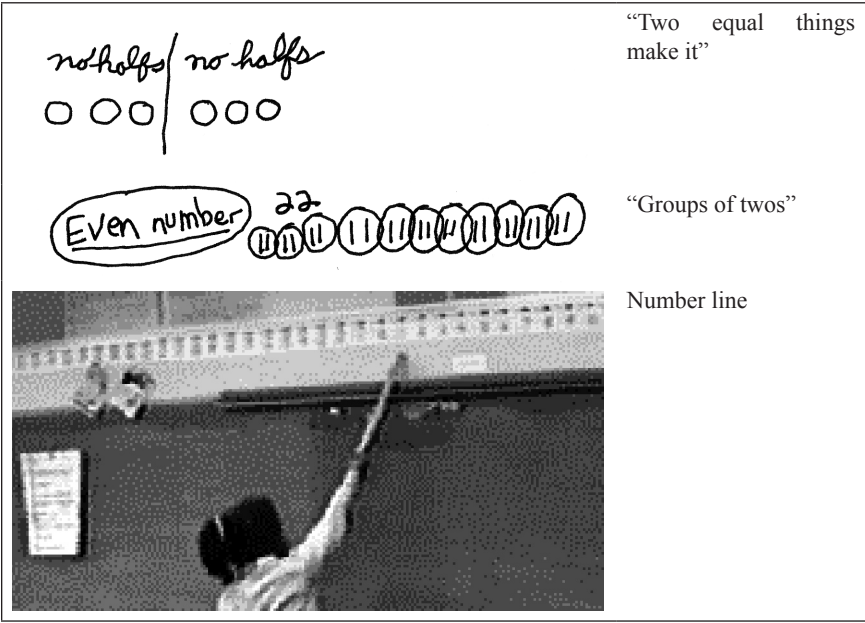 no halfs / no halfs
“Two equal things
make it”
22
Even number
“Groups of twos”
Number line